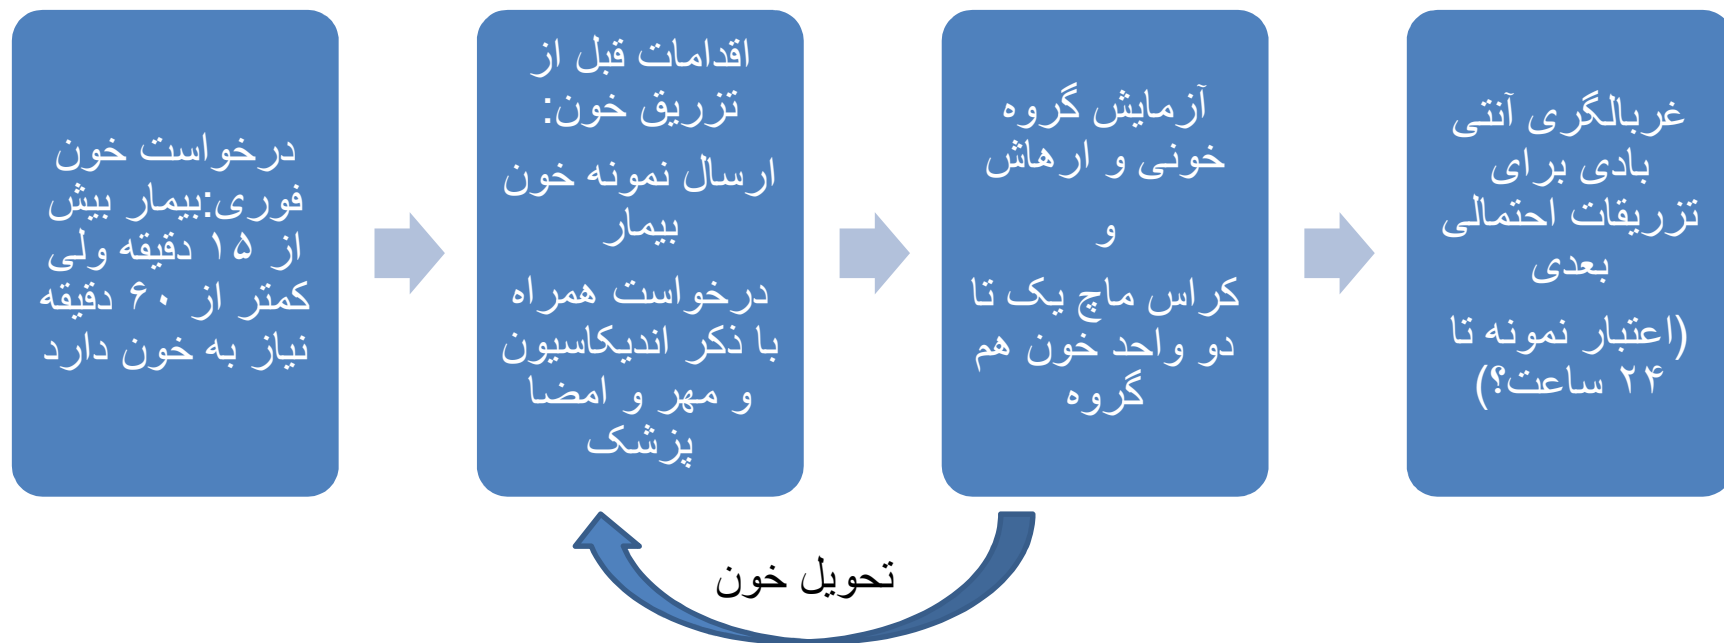 درخواست خون
فوری:بیمار بیش
از ۱۵ دقیقه ولی
کمتر از ۶۰ دقیقه
نیاز به خون دارد
اقدامات قبل از
تزریق خون:
ارسال نمونه خون
بیمار
درخواست همراه
با ذکر اندیکاسیون
و مهر و امضا
پزشک
آزمایش گروه
خونی و ارهاش
و
کراس ماچ یک تا
دو واحد خون هم
گروه
غربالگری آنتی
بادی برای
تزریقات احتمالی
بعدی
(اعتبار نمونه تا
۲۴ ساعت؟)
تحویل خون